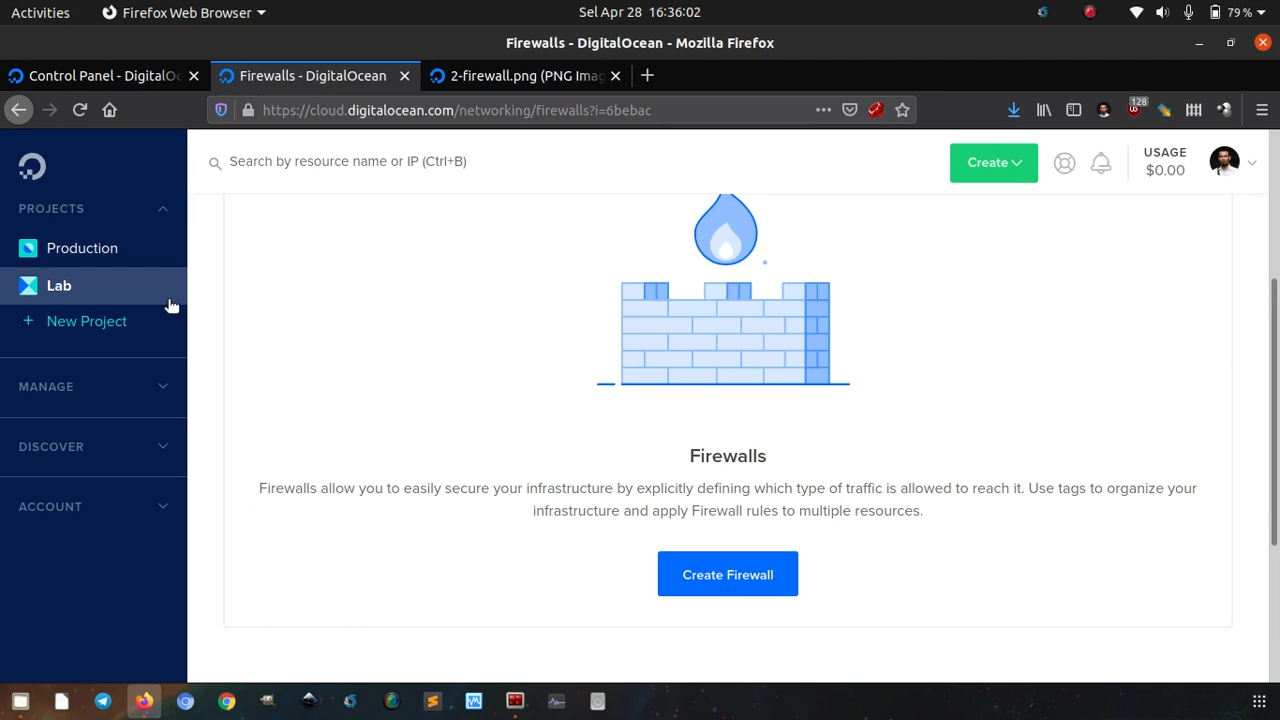 Activities
Firefox Web Browser
Sel Apr 28 16:36:02
79 %
Firewalls - DigitalOcean - Mozilla Firefox
Control Panel - DigitalOc
Firewalls - DigitalOcean
2-firewall.png (PNG Imag
https://cloud.digitalocean.com/networking/firewalls?i=6bebac
128
Search by resource name or IP (Ctrl+B)
Create
USAGE
$0.00
PROJECTS
Production
Lab
+ New Project
MANAGE
DISCOVER
ACCOUNT
Firewalls
Firewalls allow you to easily secure your infrastructure by explicitly defining which type of traffic is allowed to reach it. Use tags to organize your
infrastructure and apply Firewall rules to multiple resources.
Create Firewall